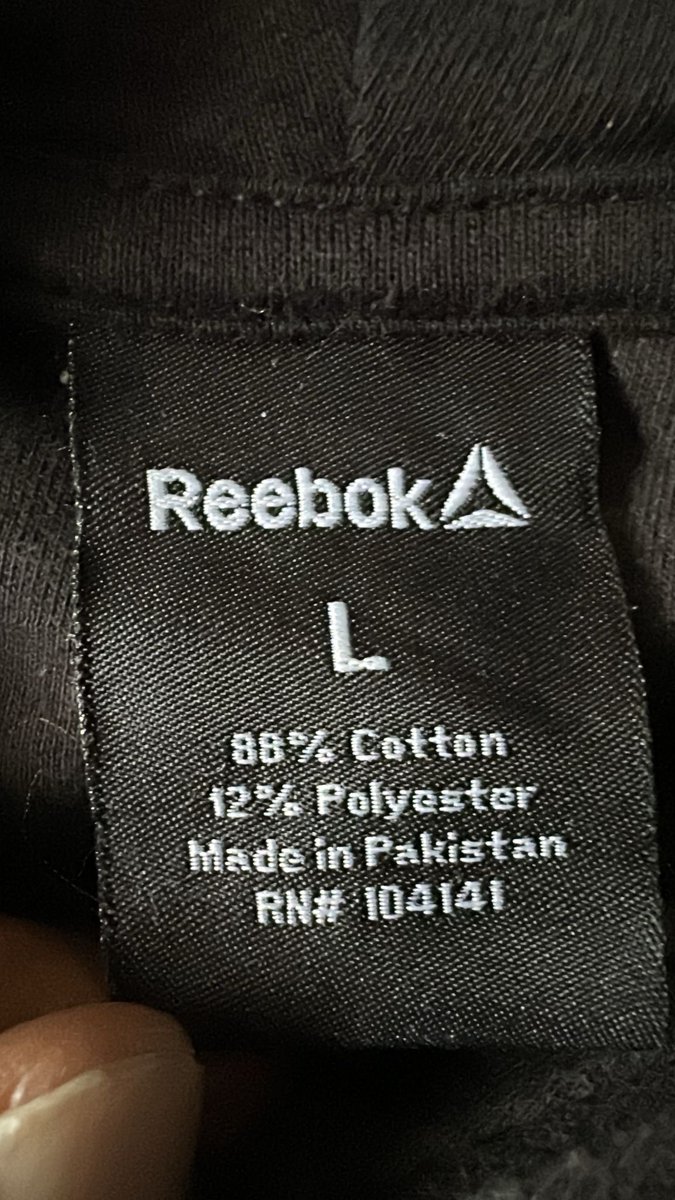 Reebok
L
88% Cotton
12% Polyester
Made in Pakistan
RN# 104141